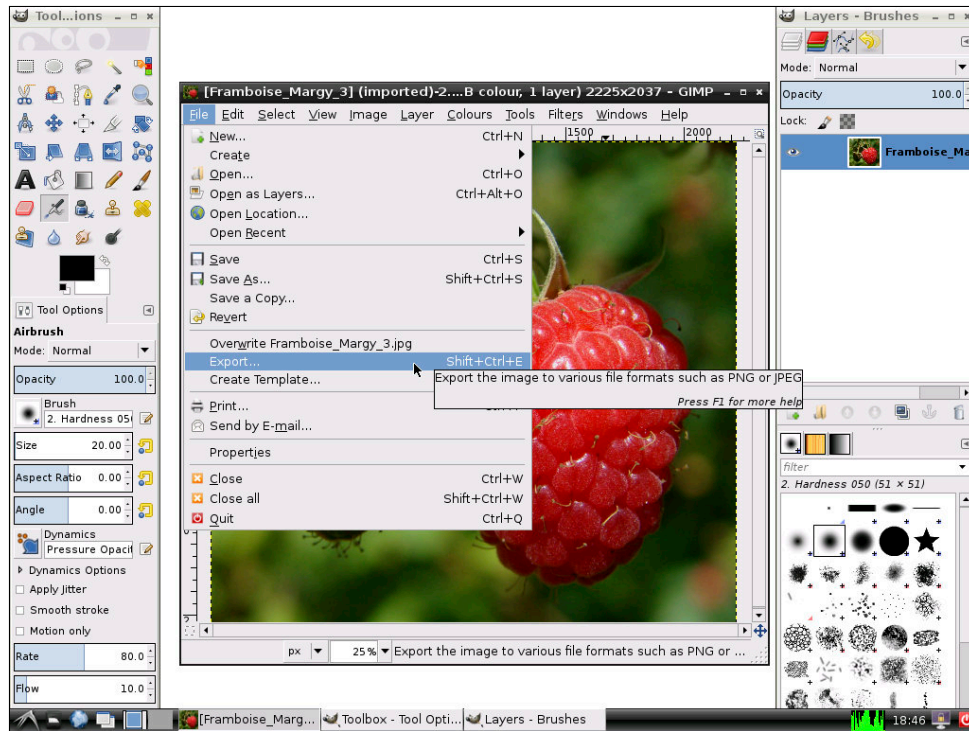 Tool...ions
[Framboise_Margy_3] (imported)-2....B colour, 1 layer) 2225x2037 – GIMP
Layers - Brushes
File Edit Select View Image Layer Colours Tools Filters Windows Help
1500 2000
New... Ctrl+N
Create
Open... Ctrl+O
Open as Layers... Ctrl+Alt+O
Open Location...
Open Recent
Save Ctrl+S
Save As... Shift+Ctrl+S
Save a Copy...
Revert
Overwrite Framboise_Margy_3.jpg
Export... Shift+Ctrl+E
Create Template...
Export the image to various file formats such as PNG or JPEG
Press F1 for more help
Print...
Send by E-mail...
Properties
Close Ctrl+W
Close all Shift+Ctrl+W
Quit Ctrl+Q
px 25 % Export the image to various file formats such as PNG or ...
Tool Options
Airbrush
Mode: Normal
Opacity 100.0
Brush
2. Hardness 05
Size 20.00
Aspect Ratio 0.00
Angle 0.00
Dynamics
Pressure Opacit
Dynamics Options
Apply Jitter
Smooth stroke
Motion only
Rate 80.0
Flow 10.0
Mode: Normal
Opacity 100.0
Lock:
Framboise_Ma
filter
2. Hardness 050 (51 × 51)
[Framboise_Marg... Toolbox - Tool Opti... Layers - Brushes 18:46